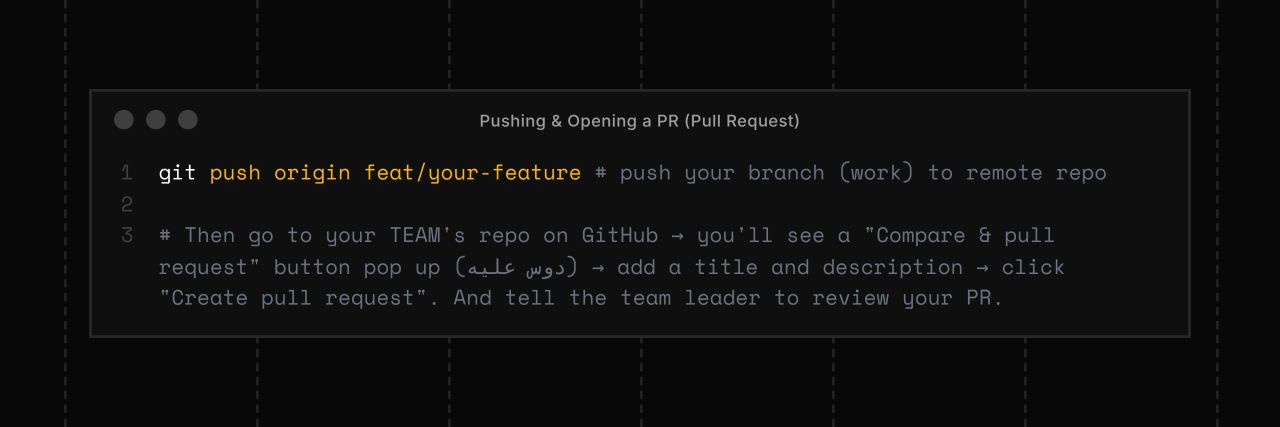 Pushing & Opening a PR (Pull Request)
1 git push origin feat/your-feature # push your branch (work) to remote repo
2
3 # Then go to your TEAM's repo on GitHub → you'll see a "Compare & pull
request" button pop up (دوس عليه) → add a title and description → click
"Create pull request". And tell the team leader to review your PR.